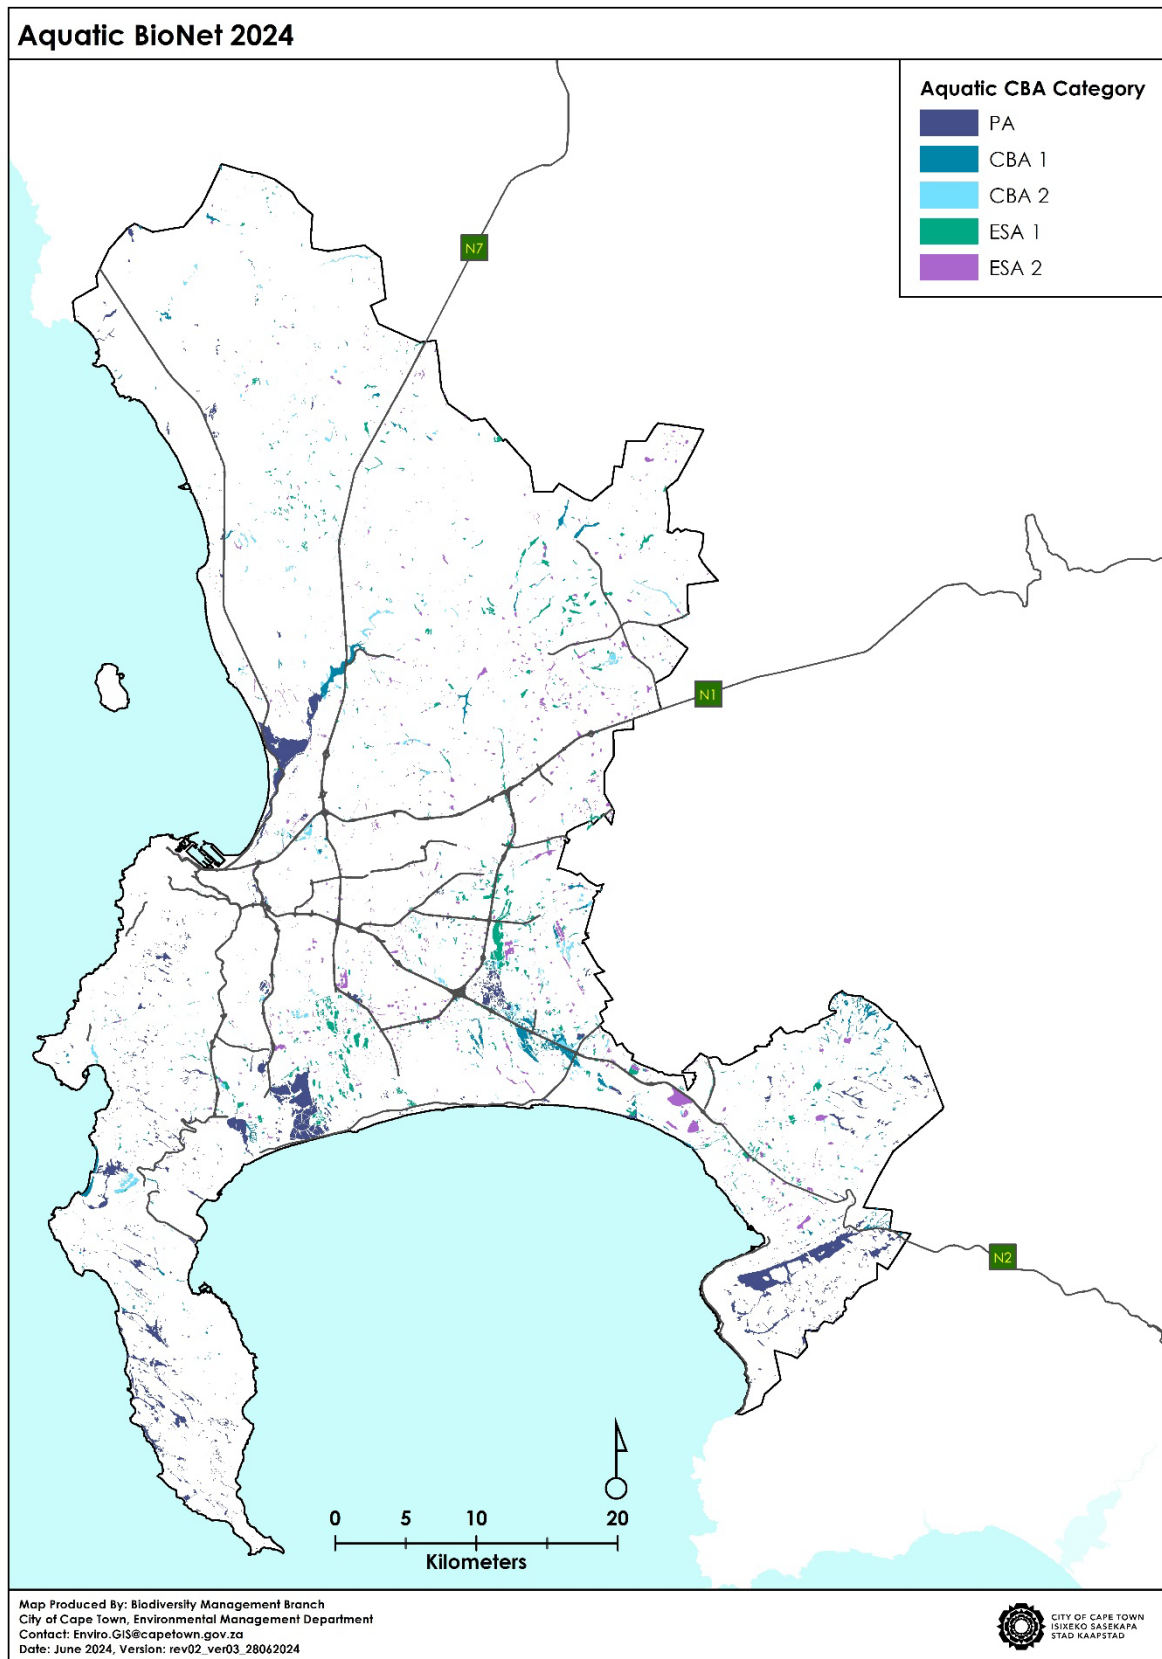 Aquatic BioNet 2024
Aquatic CBA Category
PA
CBA 1
CBA 2
ESA 1
ESA 2
N7
N1
N2
0 5 10 20
Kilometers
Map Produced By: Biodiversity Management Branch
City of Cape Town, Environmental Management Department
Contact: Enviro.GIS@capetown.gov.za
Date: June 2024, Version: rev02_ver03_28062024
CITY OF CAPE TOWN
ISIXEKO SASEKAPA
STAD KAAPSTAD